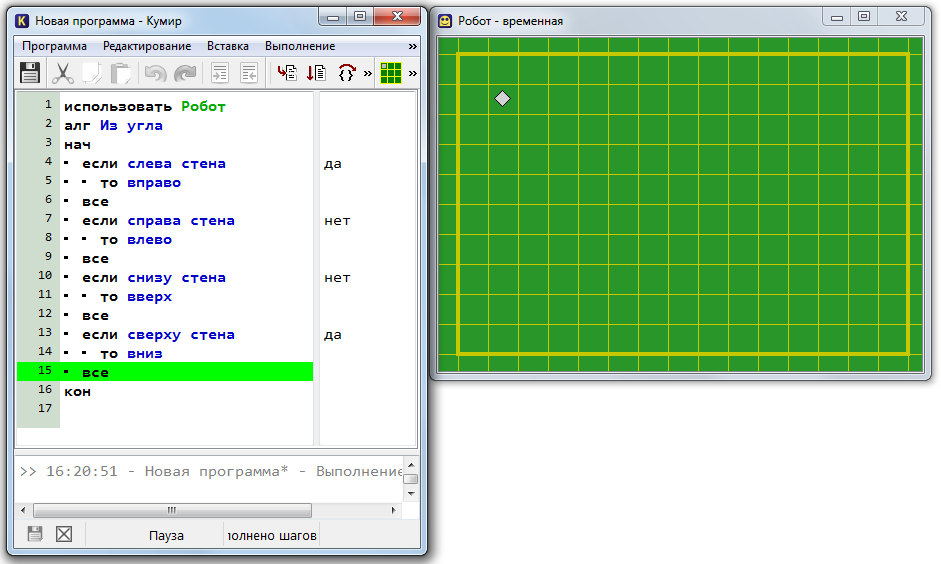 Новая программа - Кумир
Программа Редактирование Вставка Выполнение »
» »
1 использовать Робот
2 алг Из угла
3 нач
4 если слева стена да
5 то вправо
6 все
7 если справа стена нет
8 то влево
9 все
10 если снизу стена нет
11 то вверх
12 все
13 если сверху стена да
14 то вниз
15 все
16 кон
17
>> 16:20:51 - Новая программа* - Выполнение
Пауза
полнено шагов
Робот - временная